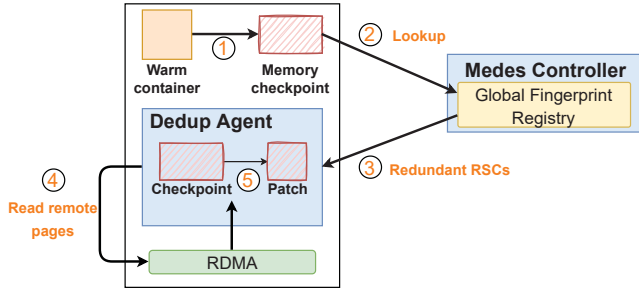 ①
②
Lookup
Warm
container
Memory
checkpoint
Medes Controller
Global Fingerprint
Registry
Dedup Agent
③
Redundant RSCs
④
Read remote
pages
Checkpoint
⑤
Patch
RDMA